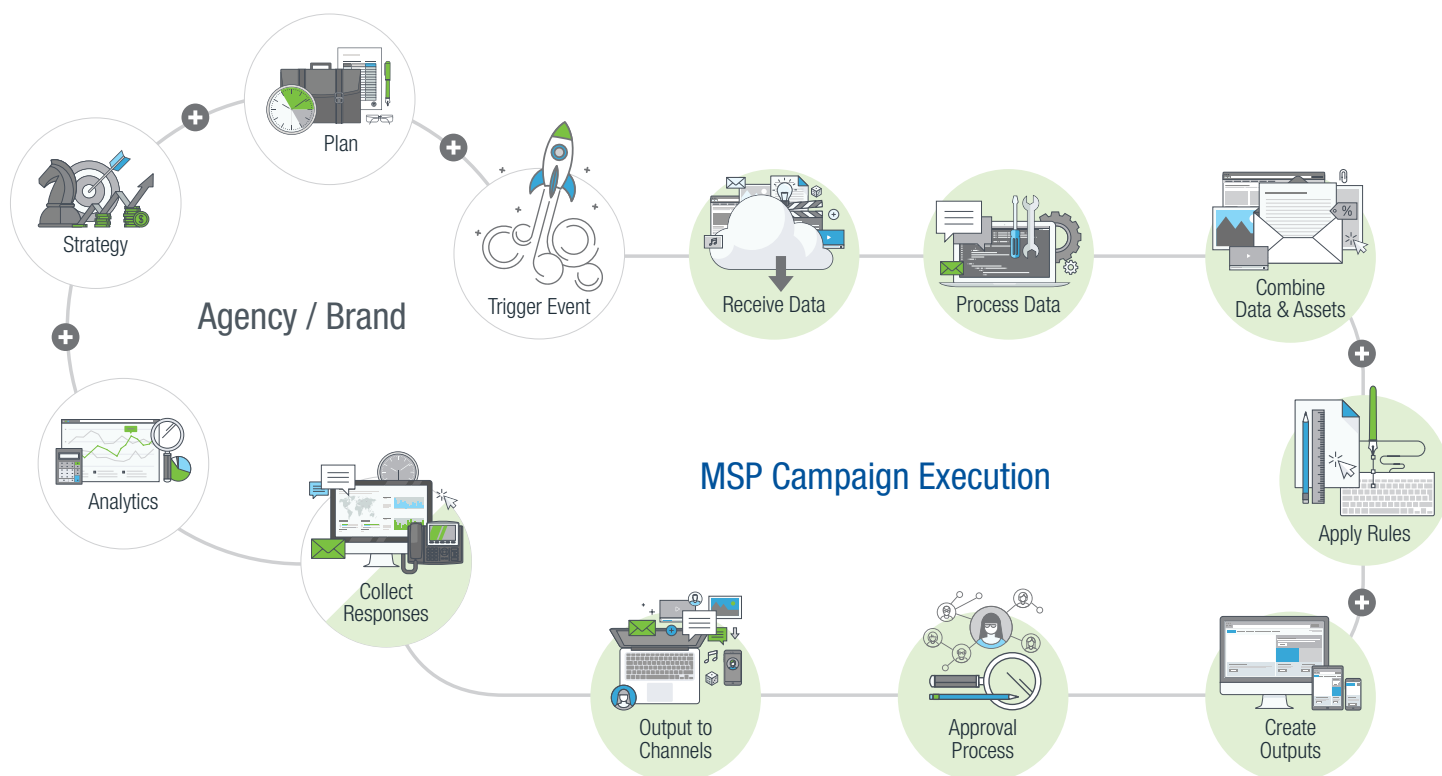 Plan
Strategy
Trigger Event
Receive Data
Process Data
Combine
Data & Assets
Agency / Brand
Analytics
MSP Campaign Execution
Apply Rules
Collect
Responses
Output to
Channels
Approval
Process
Create
Outputs
%
$